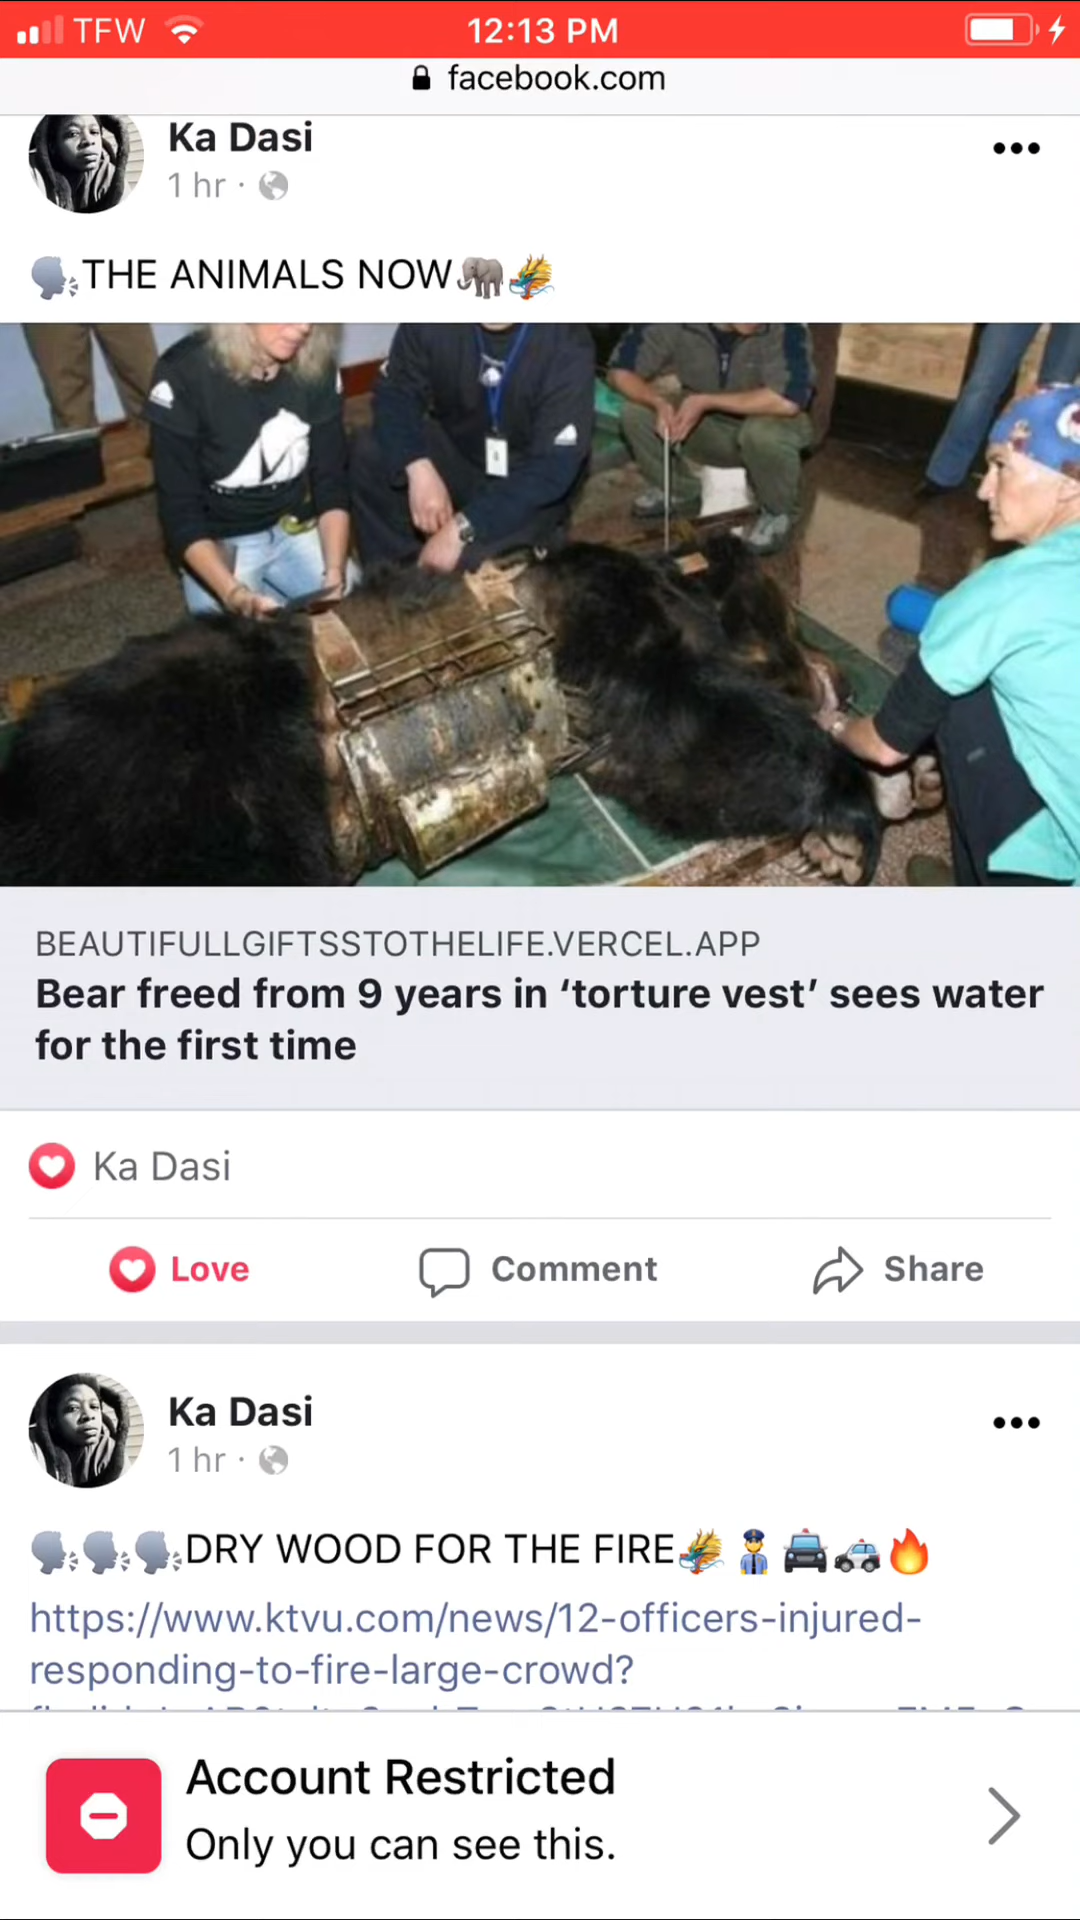 TFW 12:13 PM
facebook.com
Ka Dasi
1 hr ·
🗣️THE ANIMALS NOW🐘🐲
BEAUTIFULLGIFTSSTOTHELIFE.VERCEL.APP
Bear freed from 9 years in ‘torture vest’ sees water
for the first time
Ka Dasi
Love Comment Share
Ka Dasi
1 hr ·
🗣️🗣️🗣️DRY WOOD FOR THE FIRE🐲👮‍♂️🚔🚓🔥
https://www.ktvu.com/news/12-officers-injured-
responding-to-fire-large-crowd?
Account Restricted
Only you can see this.